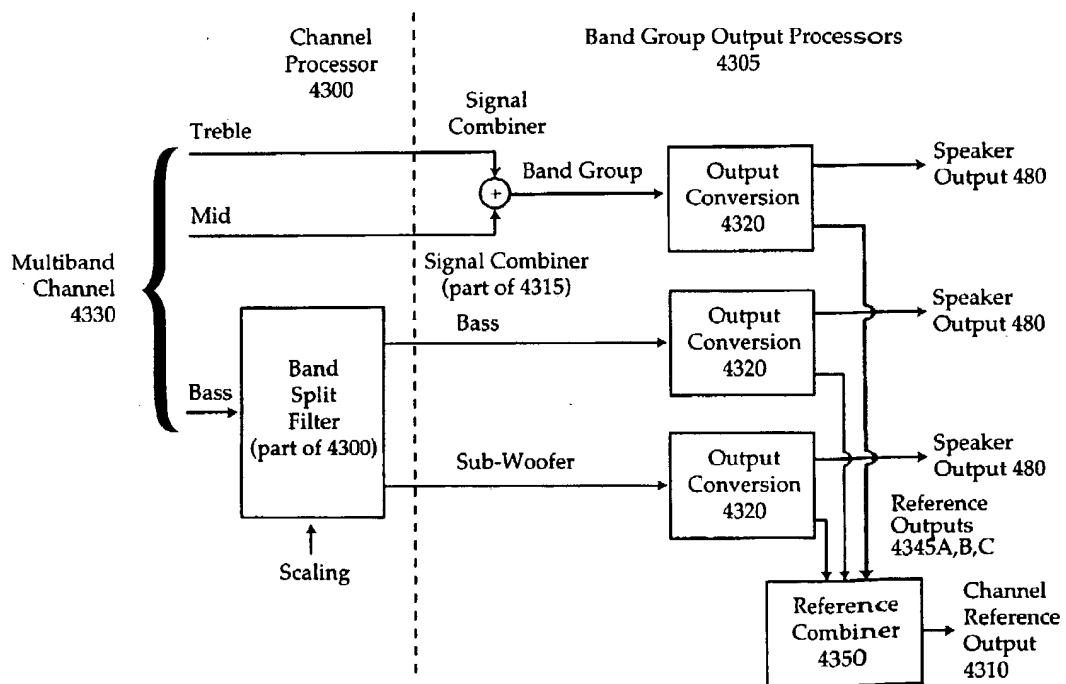 Channel
Processor
4300
Band Group Output Processors
4305
Signal
Combiner
Treble
Band Group
Output
Conversion
4320
Speaker
Output 480
Mid
Multiband
Channel
4330
Signal Combiner
(part of 4315)
Bass
Output
Conversion
4320
Speaker
Output 480
Bass
Band
Split
Filter
(part of 4300)
Sub-Woofer
Output
Conversion
4320
Speaker
Output 480
Scaling
Reference
Outputs
4345A,B,C
Reference
Combiner
4350
Channel
Reference
Output
4310